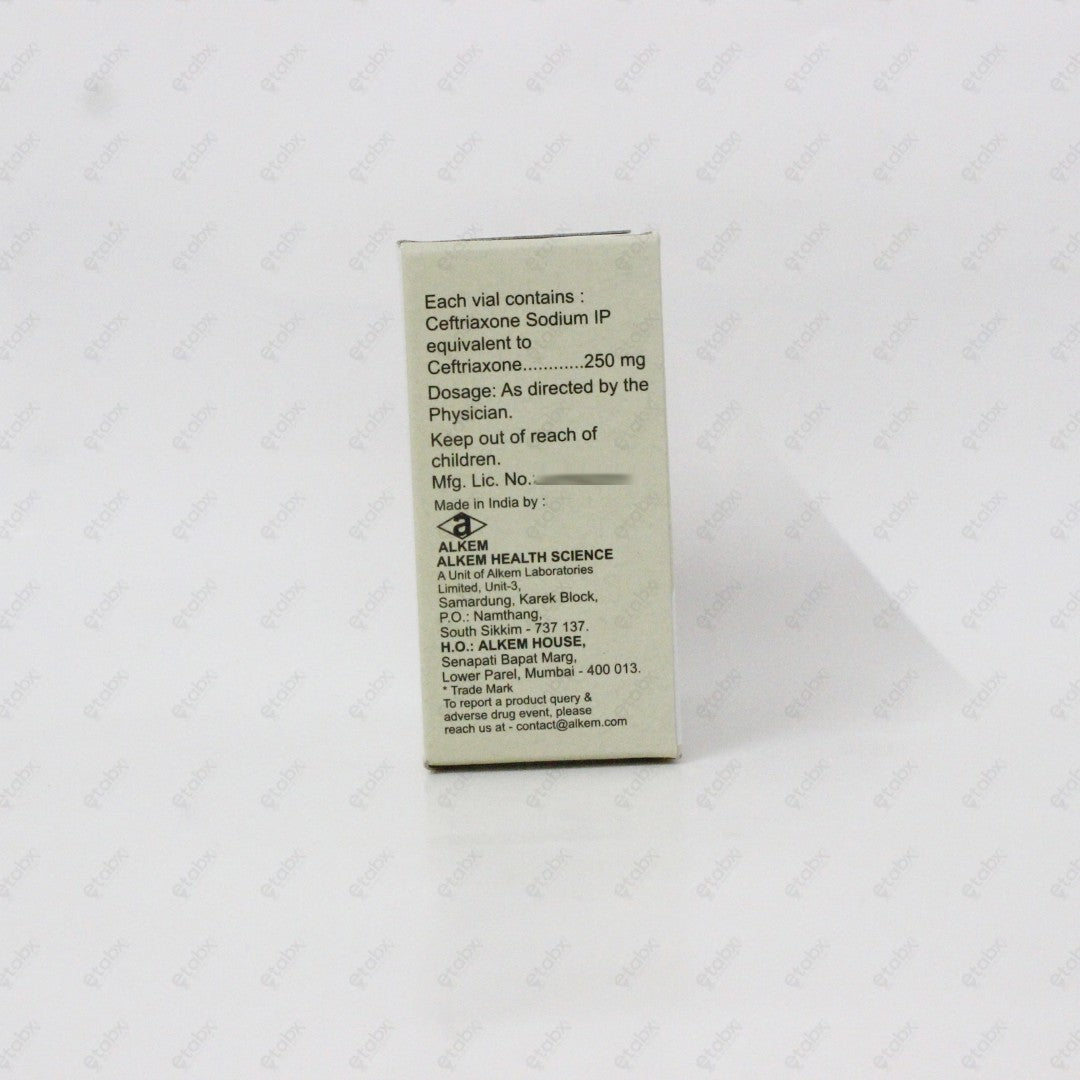 Each vial contains :
Ceftriaxone Sodium IP
equivalent to
Ceftriaxone............250 mg
Dosage: As directed by the
Physician.
Keep out of reach of
children.
Mfg. Lic. No.:
Made in India by :
a
ALKEM
ALKEM HEALTH SCIENCE
A Unit of Alkem Laboratories
Limited, Unit-3,
Samardung, Karek Block,
P.O.: Namthang,
South Sikkim - 737 137.
H.O.: ALKEM HOUSE,
Senapati Bapat Marg,
Lower Parel, Mumbai - 400 013.
* Trade Mark
To report a product query &
adverse drug event, please
reach us at - contact@alkem.com